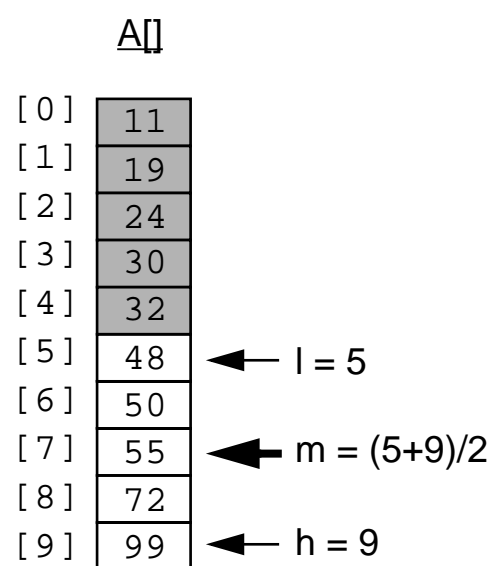 A[]
[0] 11
[1] 19
[2] 24
[3] 30
[4] 32
[5] 48 l = 5
[6] 50
[7] 55 m = (5+9)/2
[8] 72
[9] 99 h = 9